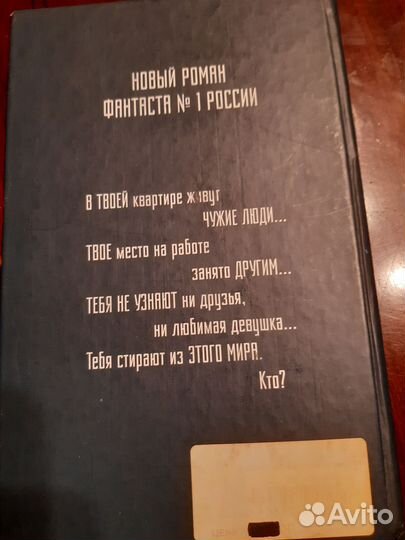 НОВЫЙ РОМАН
ФАНТАСТА № 1 РОССИИ
В ТВОЕЙ квартире живут
ЧУЖИЕ ЛЮДИ...
ТВОЕ место на работе
занято ДРУГИМ...
ТЕБЯ НЕ УЗНАЮТ ни друзья,
ни любимая девушка...
Тебя стирают из ЭТОГО МИРА.
Кто?
Avito